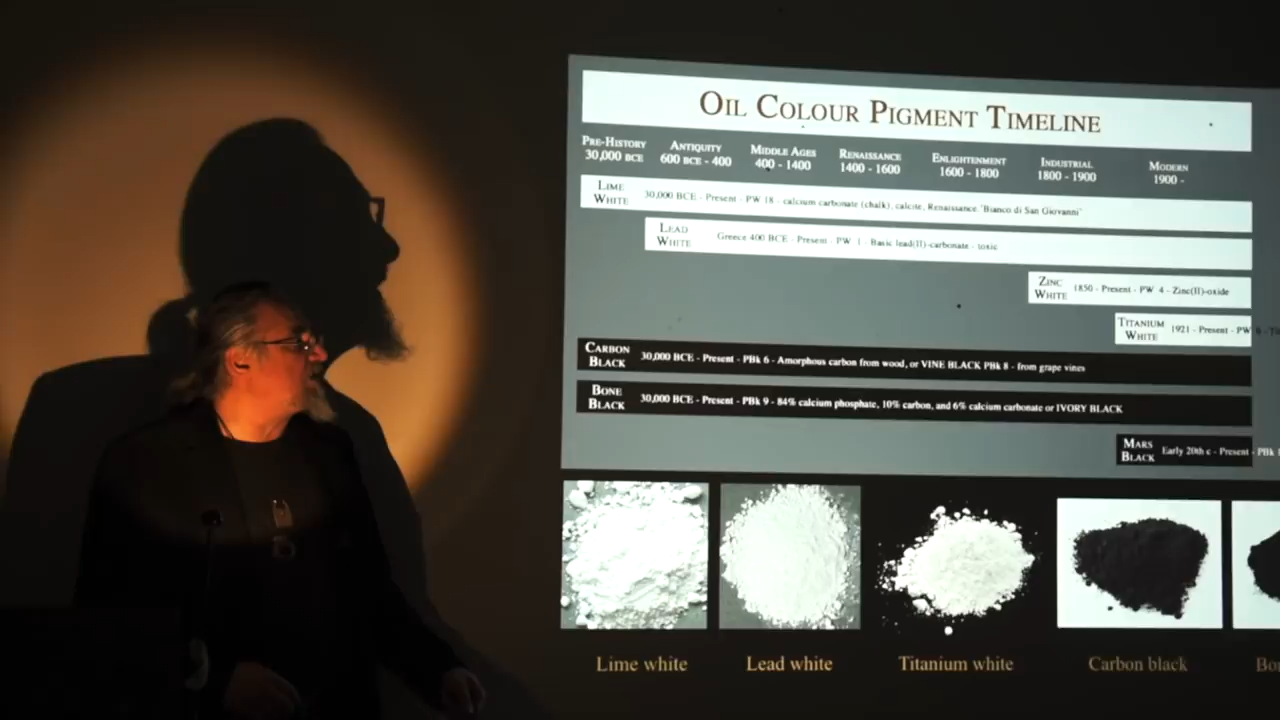 OIL COLOUR PIGMENT TIMELINE
PRE-HISTORY
30,000 BCE
ANTIQUITY
600 BCE - 400
MIDDLE AGES
400 - 1400
RENAISSANCE
1400 - 1600
ENLIGHTENMENT
1600 - 1800
INDUSTRIAL
1800 - 1900
MODERN
1900 -
LIME
WHITE
30,000 BCE - Present - PW 18 - calcium carbonate (chalk), calcite, Renaissance "Bianco di San Giovanni"
LEAD
WHITE
Greece 400 BCE - Present - PW 1 - Basic lead(II)-carbonate - toxic
ZINC
WHITE
1850 - Present - PW 4 - Zinc(II)-oxide
TITANIUM
WHITE
1921 - Present - PW
CARBON
BLACK
30,000 BCE - Present - PBk 6 - Amorphous carbon from wood, or VINE BLACK PBk 8 - from grape vines
BONE
BLACK
30,000 BCE - Present - PBk 9 - 84% calcium phosphate, 10% carbon, and 6% calcium carbonate or IVORY BLACK
MARS
BLACK
Early 20th c - Present - PBk
Lime white
Lead white
Titanium white
Carbon black